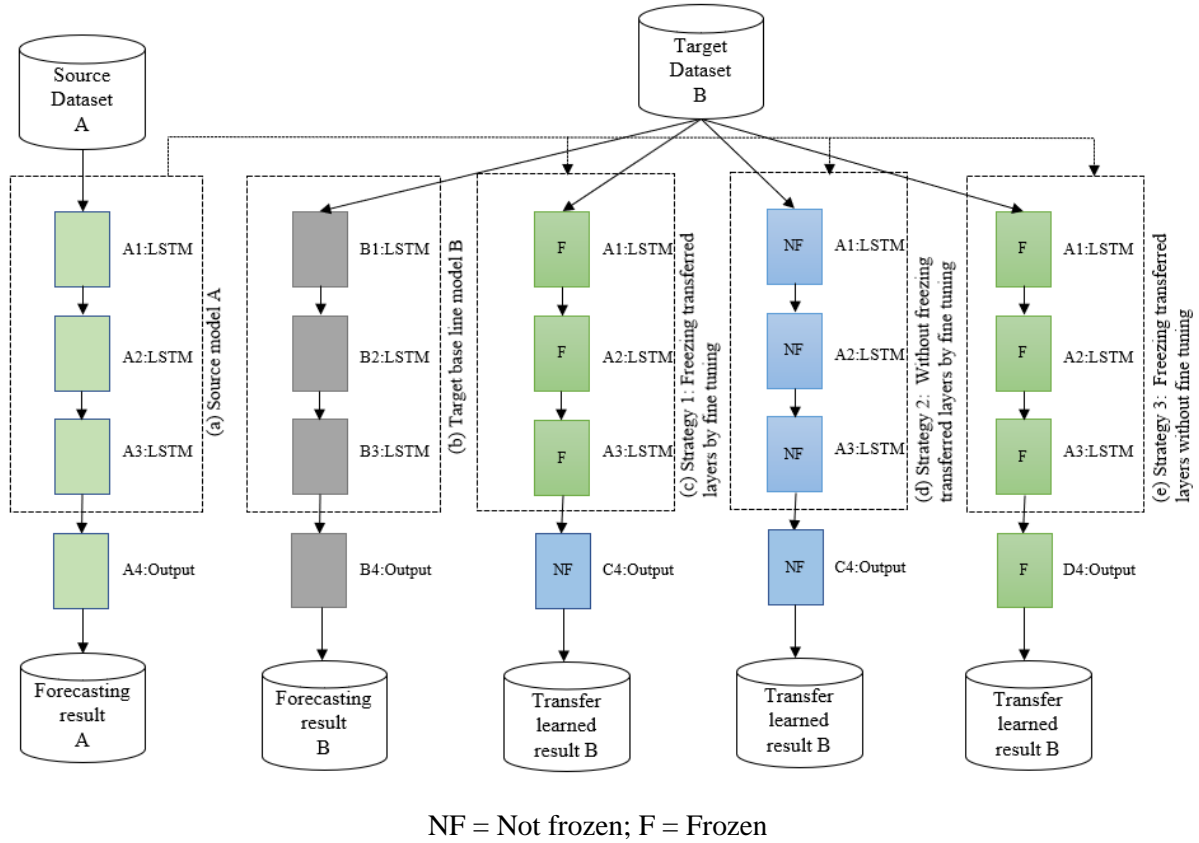 Source
Dataset
A
Target
Dataset
B
A1:LSTM
A2:LSTM
A3:LSTM
(a) Source model A
A4:Output
Forecasting
result
A
B1:LSTM
B2:LSTM
B3:LSTM
(b) Target base line model B
B4:Output
Forecasting
result
B
F
A1:LSTM
F
A2:LSTM
F
A3:LSTM
(c) Strategy 1: Freezing transferred
layers by fine tuning
NF
C4:Output
Transfer
learned
result B
NF
A1:LSTM
NF
A2:LSTM
NF
A3:LSTM
(d) Strategy 2: Without freezing
transferred layers by fine tuning
NF
C4:Output
Transfer
learned
result B
F
A1:LSTM
F
A2:LSTM
F
A3:LSTM
(e) Strategy 3: Freezing transferred
layers without fine tuning
F
D4:Output
Transfer
learned
result B
NF = Not frozen; F = Frozen